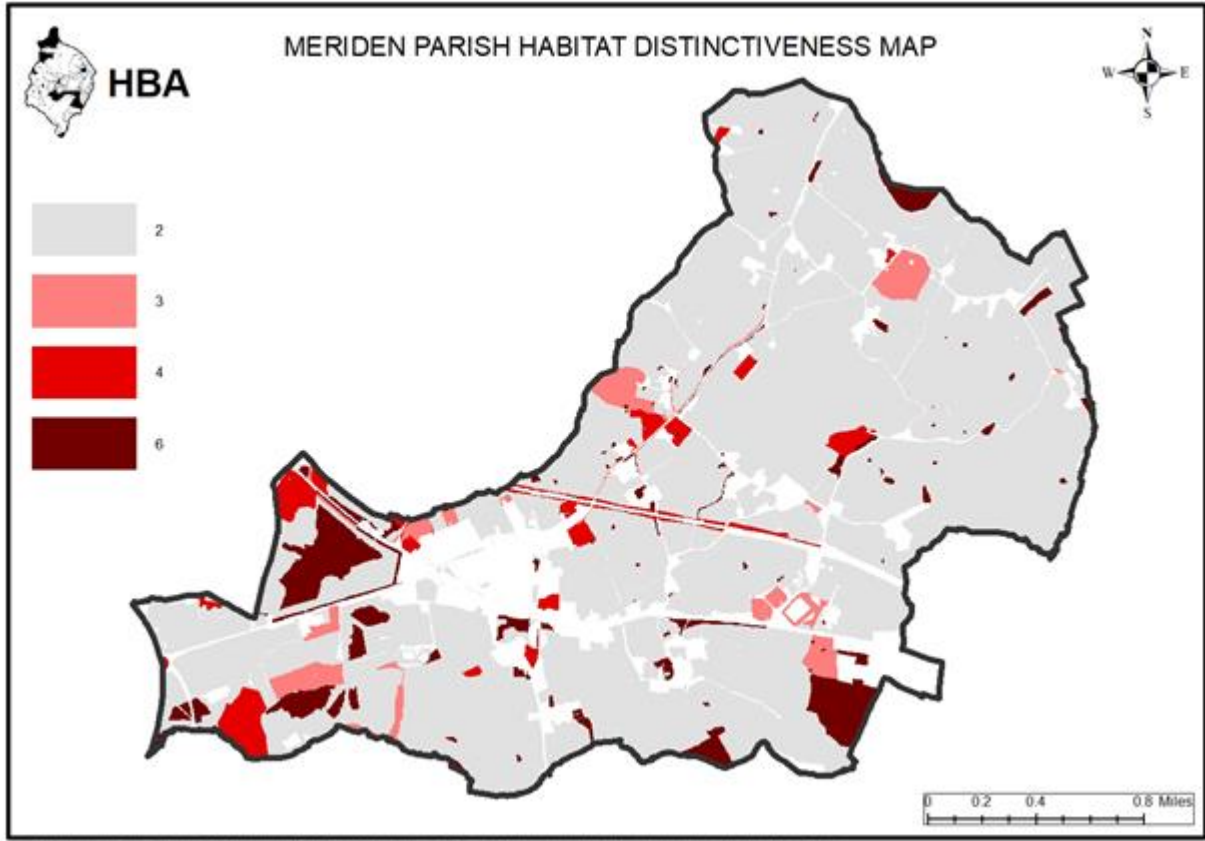 MERIDEN PARISH HABITAT DISTINCTIVENESS MAP
HBA
N
W E
S
2
3
4
6
0 0.2 0.4 0.8 Miles